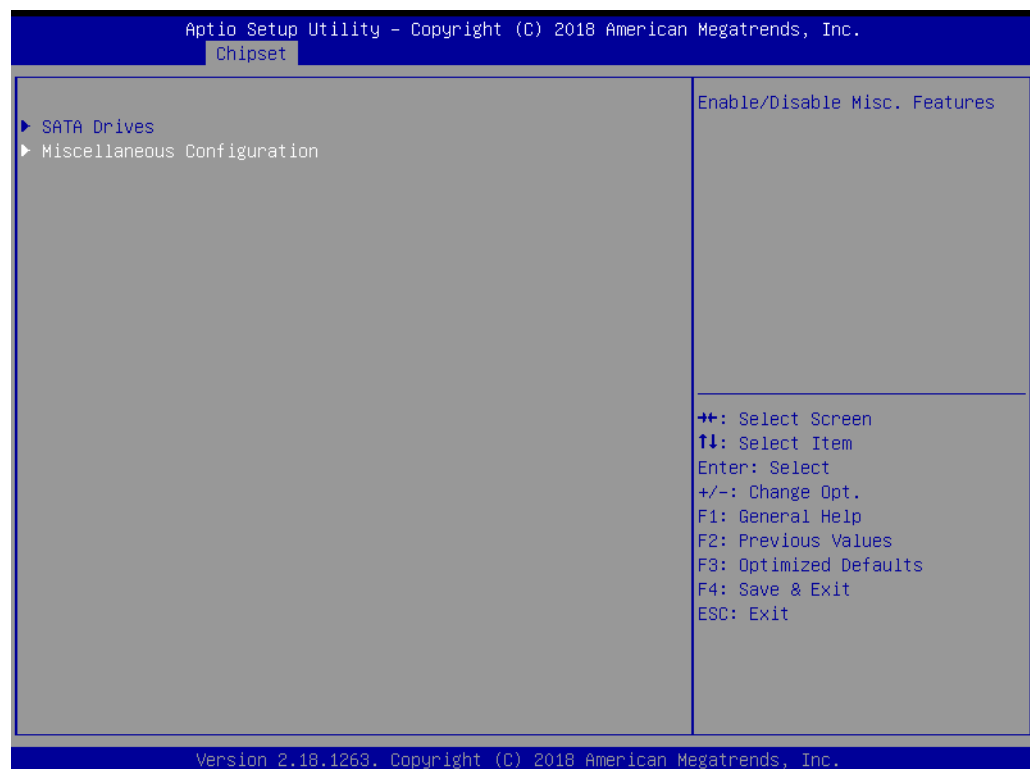 Aptio Setup Utility – Copyright (C) 2018 American Megatrends, Inc.
Chipset
▶ SATA Drives
▶ Miscellaneous Configuration
Enable/Disable Misc. Features
→←: Select Screen
↑↓: Select Item
Enter: Select
+/-: Change Opt.
F1: General Help
F2: Previous Values
F3: Optimized Defaults
F4: Save & Exit
ESC: Exit
Version 2.18.1263. Copyright (C) 2018 American Megatrends, Inc.